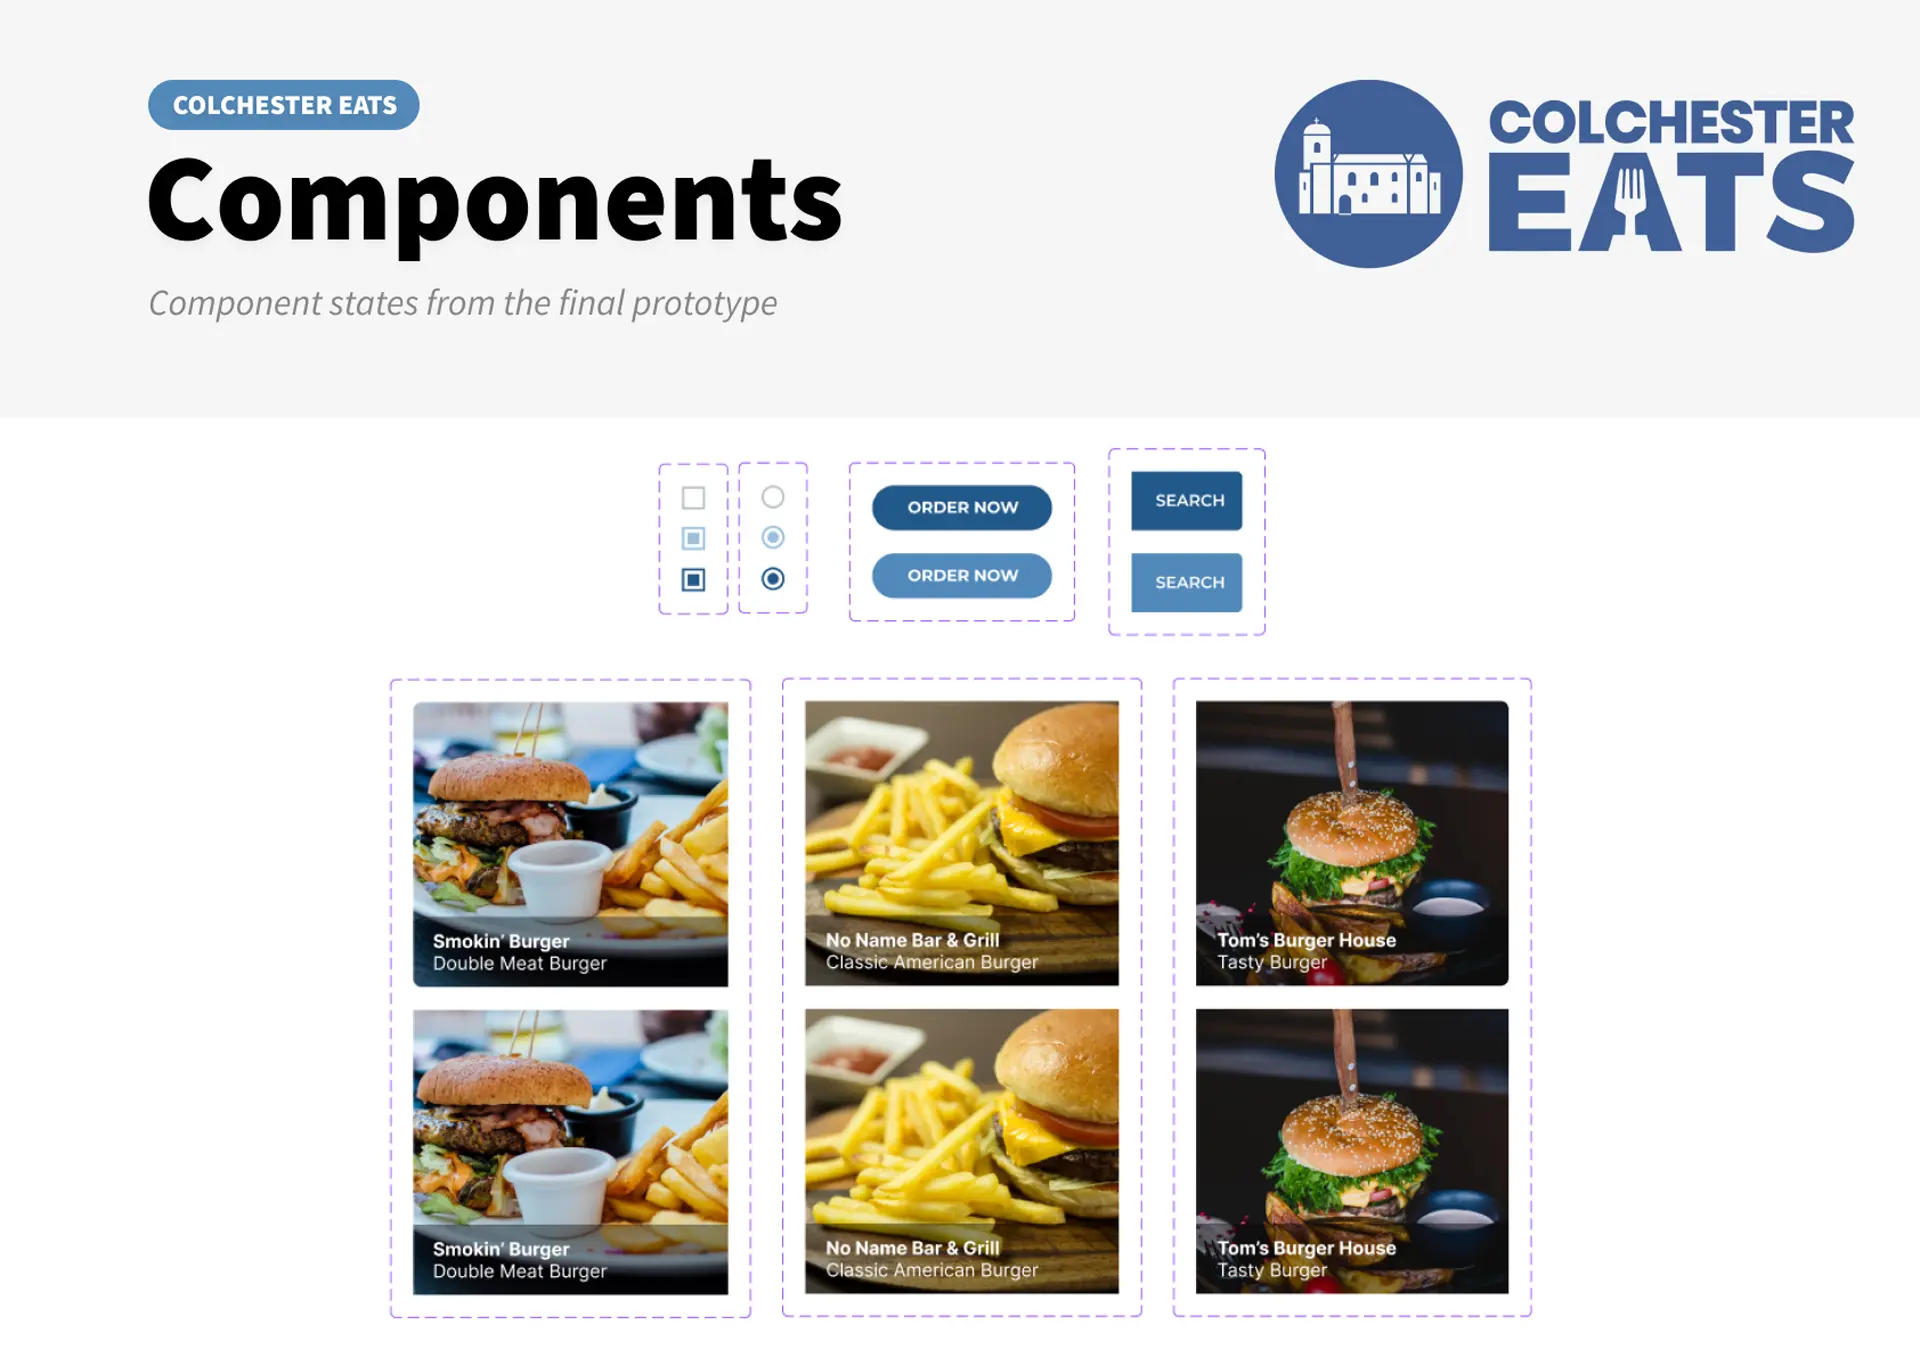 COLCHESTER EATS
Components
Component states from the final prototype
COLCHESTER
EATS
ORDER NOW
ORDER NOW
SEARCH
SEARCH
Smokin’ Burger
Double Meat Burger
No Name Bar & Grill
Classic American Burger
Tom’s Burger House
Tasty Burger
Smokin’ Burger
Double Meat Burger
No Name Bar & Grill
Classic American Burger
Tom’s Burger House
Tasty Burger